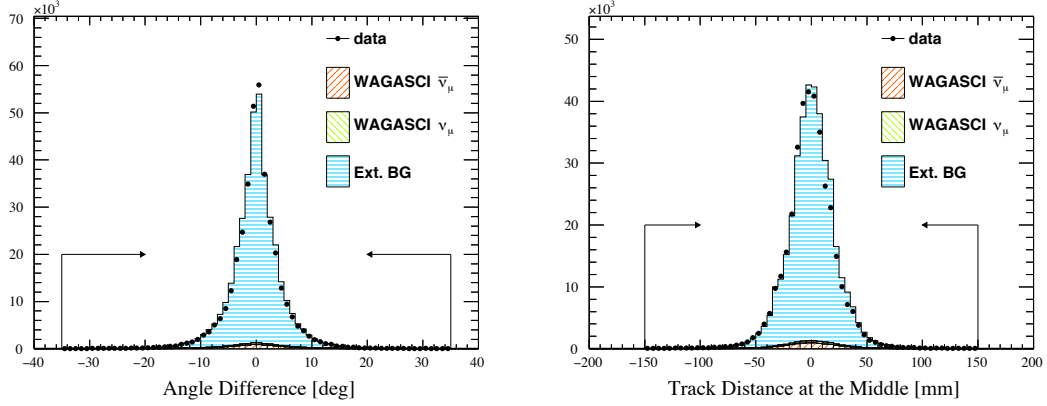 ×10³
70
60
50
40
30
20
10
0
−40 −30 −20 −10 0 10 20 30 40
Angle Difference [deg]
data
WAGASCI ν̅μ
WAGASCI νμ
Ext. BG
×10³
50
40
30
20
10
0
−200 −150 −100 −50 0 50 100 150 200
Track Distance at the Middle [mm]
data
WAGASCI ν̅μ
WAGASCI νμ
Ext. BG